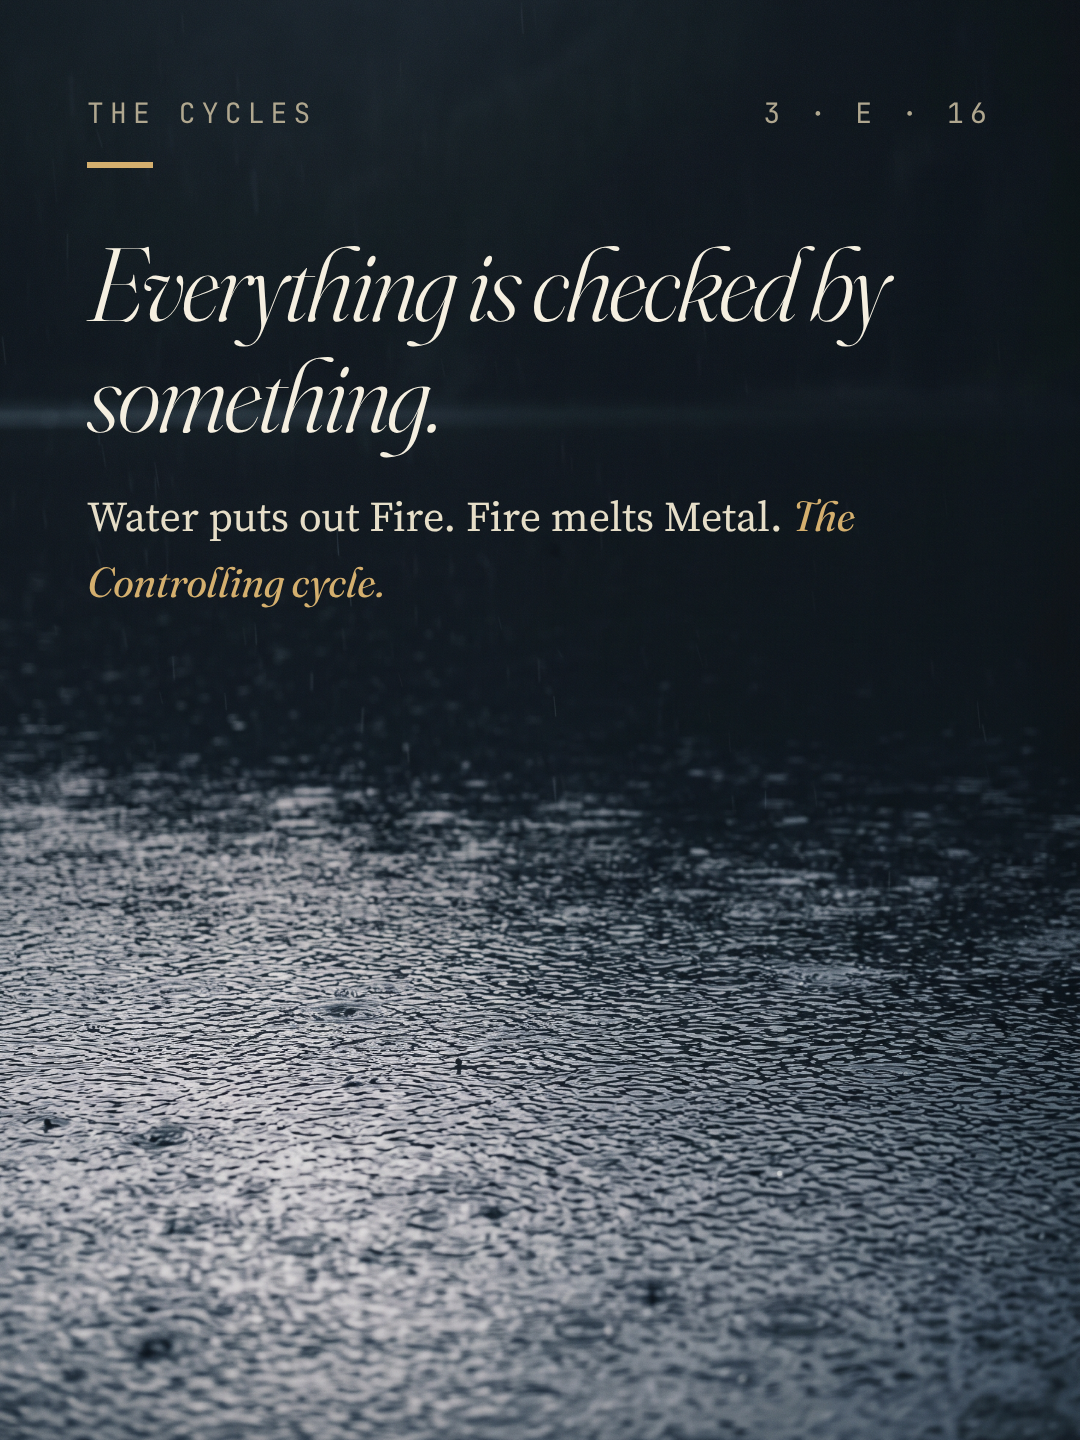 THE CYCLES
3 · E · 16
Everything is checked by
something.
Water puts out Fire. Fire melts Metal. The
Controlling cycle.